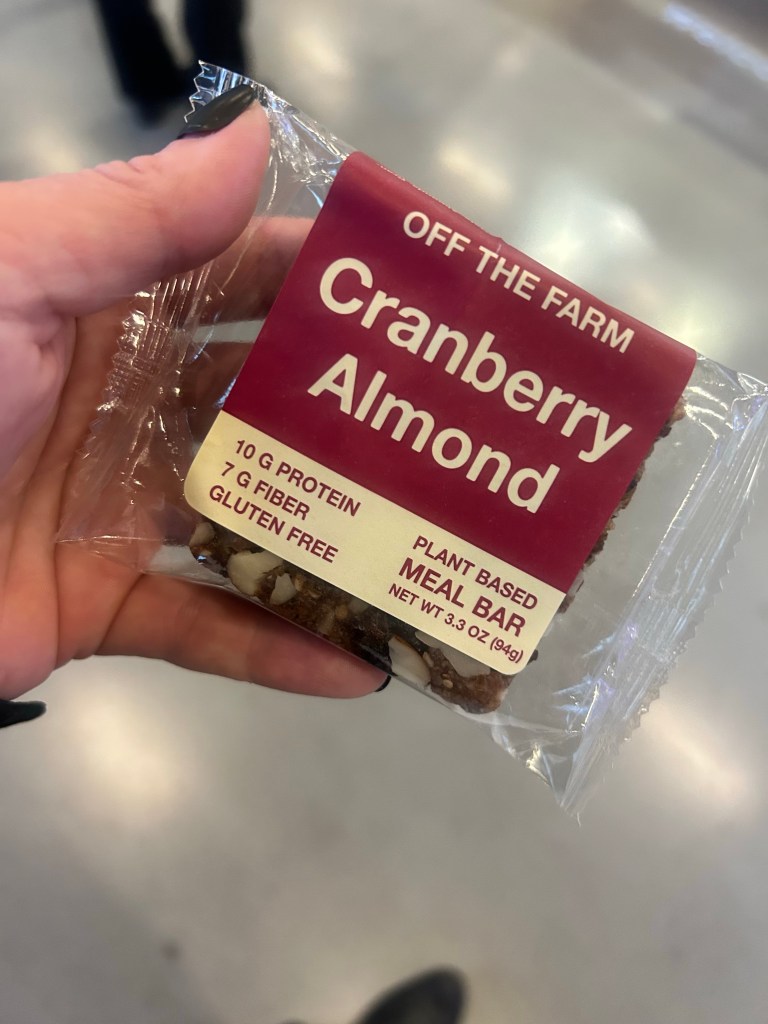 OFF THE FARM
Cranberry
Almond
10 G PROTEIN
7 G FIBER
GLUTEN FREE
PLANT BASED
MEAL BAR
NET WT 3.3 OZ (94g)